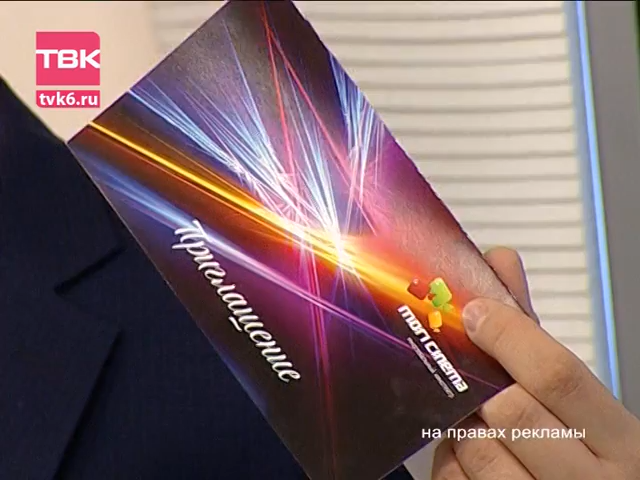 ТВК
tvk6.ru
Приглашение
mori cinema
на правах рекламы